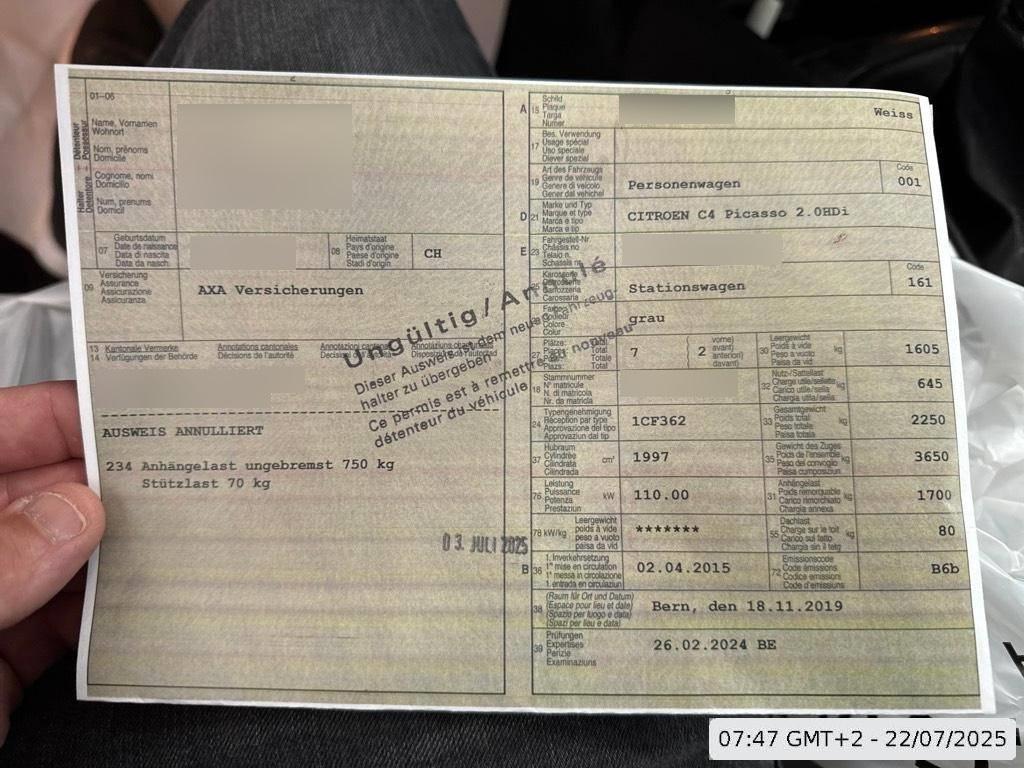 01-06
Name, Vornamen
Wohnort
Nom, prénoms
Domicile
Cognome, nomi
Domicilio
Num, prenums
Domicil
07
Geburtsdatum
Date de naissance
Data di nascita
Data da nasch.
08
Heimatstaat
Pays d'origine
Paese d'origine
Stadi d'origin
CH
09
Versicherung
Assurance
Assicurazione
Assicuranza
AXA Versicherungen
13 Kantonale Vermerke
14 Verfügungen der Behörde
Annotations cantonales
Décisions de l'autorité
AUSWEIS ANNULLIERT
234 Anhängelast ungebremst 750 kg
Stützlast 70 kg
03. JULI 2025
Ungültig /
Dieser Ausweis ist dem neuen Fahrzeug-
halter zu übergeben
Ce permis est à remettre au nouveau
détenteur du véhicule
A 15
Schild
Plaque
Targa
Numer
Weiss
17
Bes. Verwendung
Usage spécial
Uso speciale
Diever spezial
19
Art des Fahrzeugs
Genre de véhicule
Genere di veicolo
Gener dal vehichel
Personenwagen
Code
001
D 21
Marke und Typ
Marque et type
Marca e tipo
Marca e tip
CITROEN C4 Picasso 2.0HDi
E 23
Fahrgestell-Nr.
Châssis no
Telaio n.
Schassis nr.
Karosserie
Carrozzeria
Carossaria
Stationswagen
Code
161
Colore
Colur
grau
27
Total
Totale
Total
7
2
vorne)
avant)
anteriori)
davant)
30
Leergewicht
Poids à vide
Peso a vuoto
Paisa da vid
kg
1605
18
Stammnummer
N° matricule
N. di matricola
Nr. da matricla
32
Nutz-/Sattellast
Charge utile/sellette
Carico utile/sella
Chargia utila/sella
kg
645
24
Typengenehmigung
Réception par type
Approvazione del tipo
Approvaziun dal tip
1CF362
33
Gesamtgewicht
Poids total
Peso totale
Paisa totala
kg
2250
37
Hubraum
Cylindrée
Cilindrata
Cilindrada
cm³
1997
35
Gewicht des Zuges
Poids de l'ensemble
Peso del convoglio
Paisa cumposiziun
kg
3650
76
Leistung
Puissance
Potenza
Prestaziun
kW
110.00
31
Anhängelast
Poids remorquable
Carico rimorchiato
Chargia annexa
kg
1700
78 kW/kg
Leergewicht
poids à vide
peso a vuoto
paisa da vid
*******
55
Dachlast
Charge sur le toit
Carico sul tetto
Chargia sin il tetg
kg
80
B 36
1. Inverkehrsetzung
1re mise en circulation
1a messa in circolazione
1. entrada en circulaziun
02.04.2015
72
Emissionscode
Code émissions
Codice emissioni
Code d'emissiuns
B6b
38
(Raum für Ort und Datum)
(Espace pour lieu et date)
(Spazio per luogo e data)
(Spazi per lieu e data)
Bern, den 18.11.2019
39
Prüfungen
Expertises
Perizie
Examinaziuns
26.02.2024 BE
07:47 GMT+2 - 22/07/2025